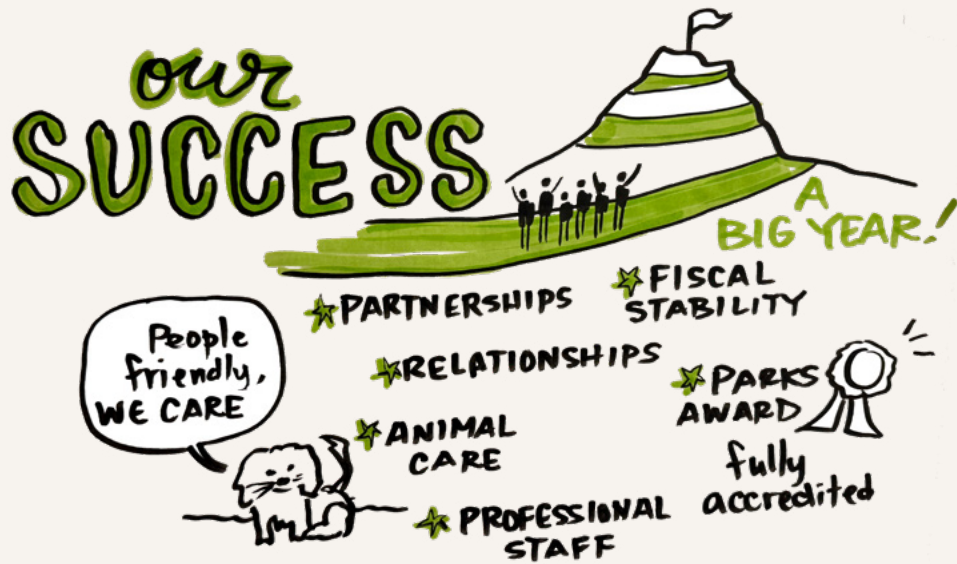 our
SUCCESS
A
BIG YEAR!
PARTNERSHIPS
FISCAL
STABILITY
RELATIONSHIPS
PARKS
AWARD
fully
accredited
People
friendly,
WE CARE
ANIMAL
CARE
PROFESSIONAL
STAFF